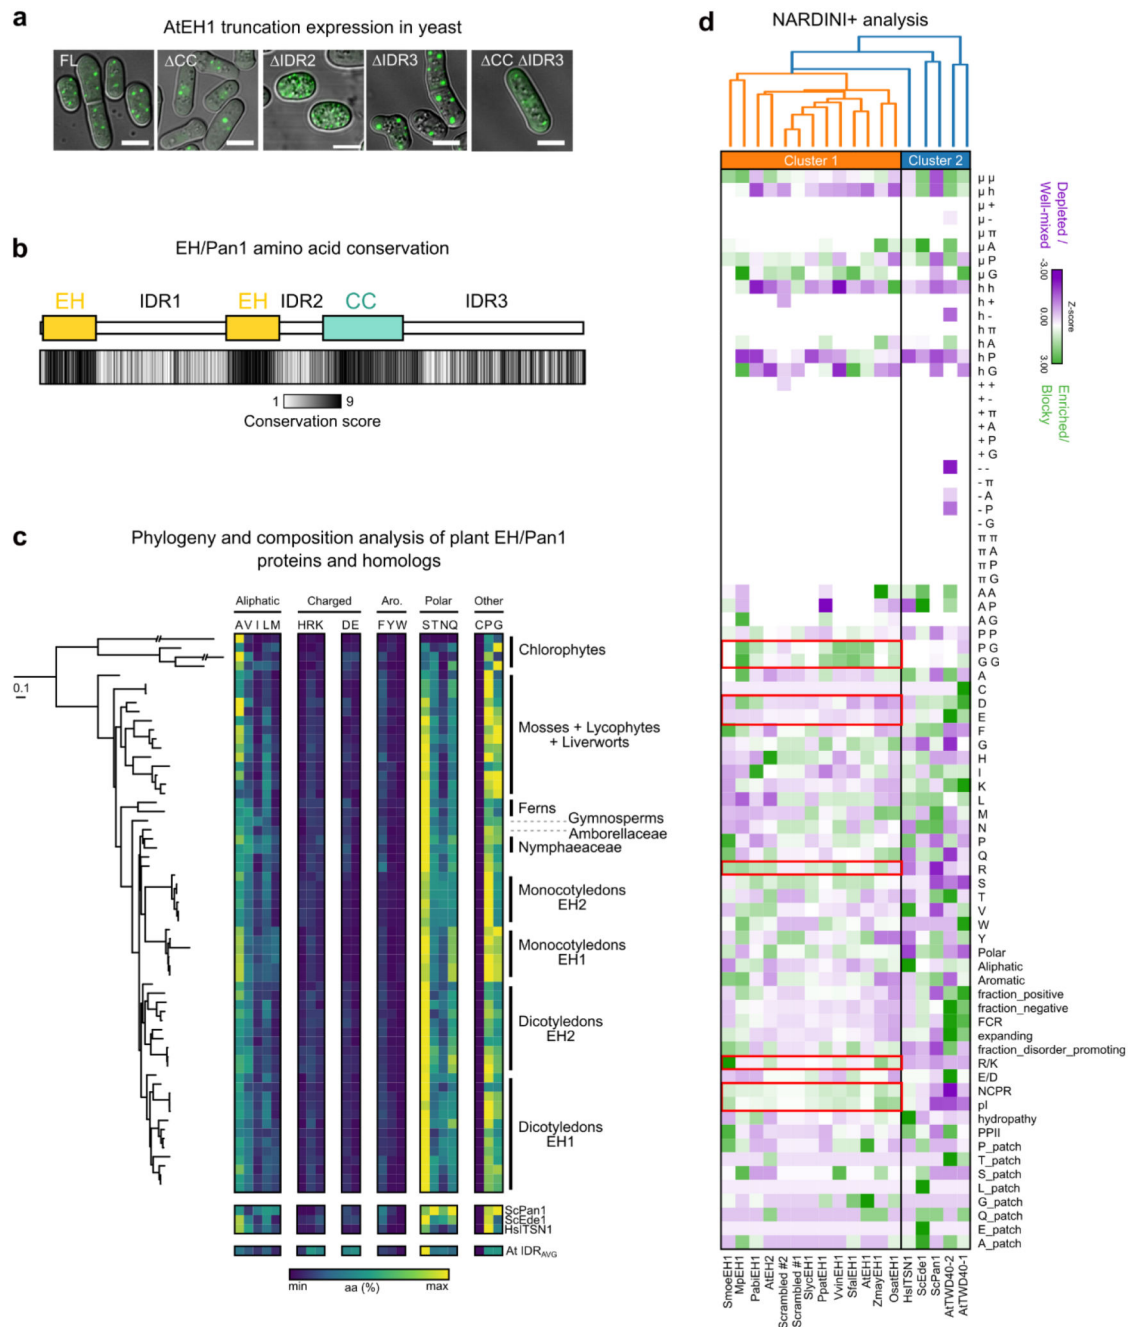 a
AtEH1 truncation expression in yeast
FL
ΔCC
ΔIDR2
ΔIDR3
ΔCC ΔIDR3
b
EH/Pan1 amino acid conservation
EH IDR1 EH IDR2 CC IDR3
1 9
Conservation score
c
Phylogeny and composition analysis of plant EH/Pan1
proteins and homologs
Aliphatic Charged Aro. Polar Other
A V I L M H R K D E F Y W S T N Q C P G
0.1
Chlorophytes
Mosses + Lycophytes
+ Liverworts
Ferns
Gymnosperms
Amborellaceae
Nymphaeaceae
Monocotyledons
EH2
Monocotyledons
EH1
Dicotyledons
EH2
Dicotyledons
EH1
ScPan1
ScEde1
HsITSN1
At IDRAVG
min aa (%) max
d
NARDINI+ analysis
Cluster 1 Cluster 2
μ μ
μ h
μ +
μ -
μ π
μ A
μ P
μ G
h h
h +
h -
h π
h A
h P
h G
+ +
+ -
+ π
+ A
+ P
+ G
- -
- π
- A
- P
- G
π π
π A
π P
π G
A A
A P
A G
P P
P G
G G
A
C
D
E
F
G
H
I
K
L
M
N
P
Q
R
S
T
V
W
Y
Polar
Aliphatic
Aromatic
fraction_positive
fraction_negative
FCR
expanding
fraction_disorder_promoting
R/K
E/D
NCPR
pI
hydropathy
PPII
P_patch
T_patch
S_patch
L_patch
G_patch
Q_patch
E_patch
A_patch
SmoeEH1
MpEH1
PabiEH1
AtEH2
Scrambled #2
Scrambled #1
SlycEH1
PpatEH1
VvinEH1
SfalEH1
AtEH1
ZmayEH1
OsatEH1
HsITSN1
ScEde1
ScPan1
AtTWD40-2
AtTWD40-1
Depleted /
Well-mixed
-3.00 0.00 3.00
Z-score
Enriched/
Blocky